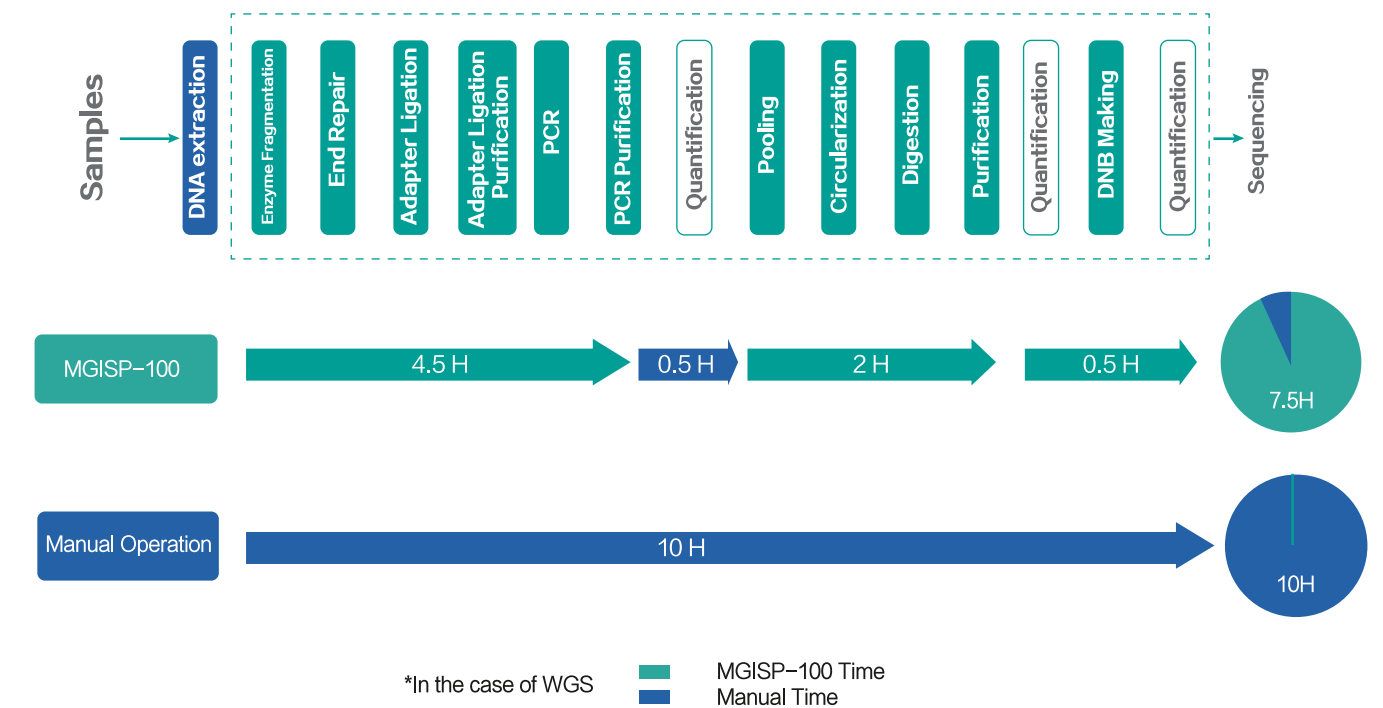 Samples
DNA extraction
Enzyme Fragmentation
End Repair
Adapter Ligation
Adapter Ligation
Purification
PCR
PCR Purification
Quantification
Pooling
Circularization
Digestion
Purification
Quantification
DNB Making
Quantification
Sequencing
MGISP-100
4.5 H
0.5 H
2 H
0.5 H
7.5H
Manual Operation
10 H
10H
*In the case of WGS
MGISP-100 Time
Manual Time